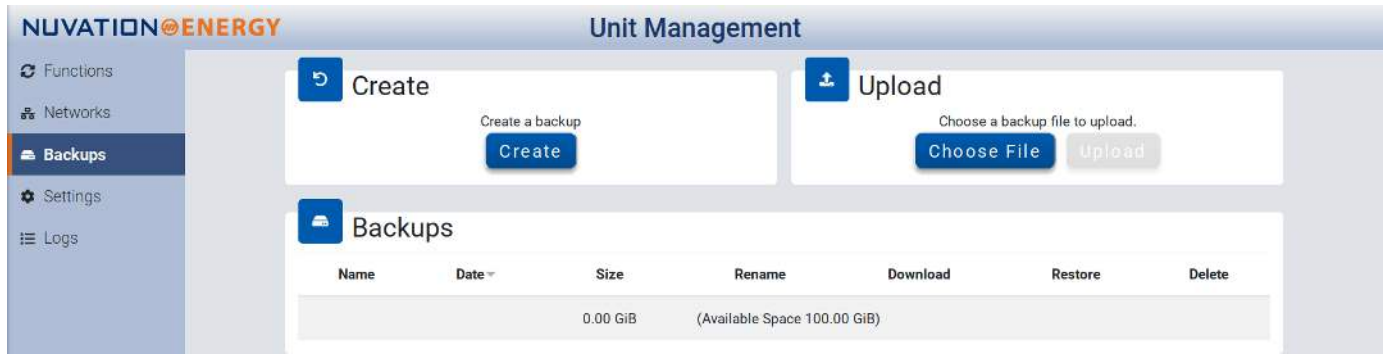 NUVATION ENERGY
Unit Management
Functions
Networks
Backups
Settings
Logs
Create
Create a backup
Create
Upload
Choose a backup file to upload.
Choose File Upload
Backups
Name Date Size Rename Download Restore Delete
0.00 GiB (Available Space 100.00 GiB)